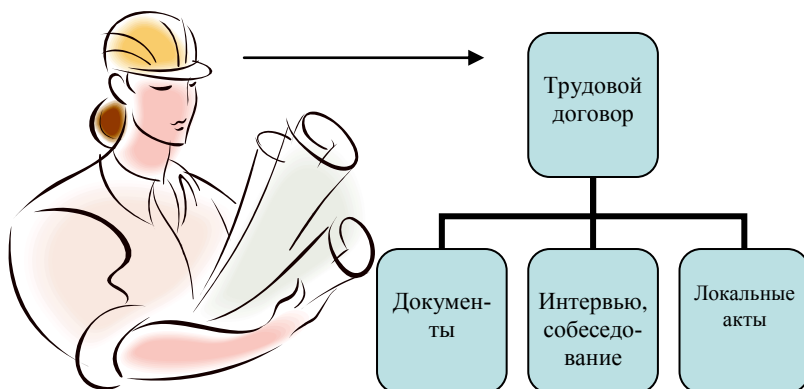 Трудовой
договор
Докумен-
ты
Интервью,
собеседо-
вание
Локальные
акты